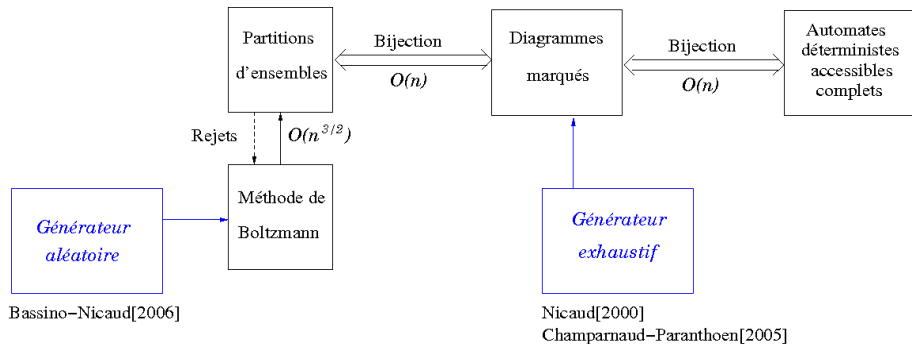 Partitions
d'ensembles
Bijection
O(n)
Diagrammes
marqués
Bijection
O(n)
Automates
déterministes
accessibles
complets
Rejets
O(n^{3/2})
Méthode de
Boltzmann
Générateur
aléatoire
Générateur
exhaustif
Bassino−Nicaud[2006]
Nicaud[2000]
Champarnaud−Paranthoen[2005]